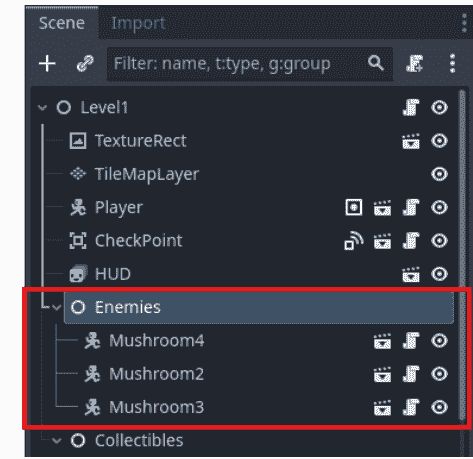 Scene Import
Filter: name, t:type, g:group
Level1
TextureRect
TileMapLayer
Player
CheckPoint
HUD
Enemies
Mushroom4
Mushroom2
Mushroom3
Collectibles